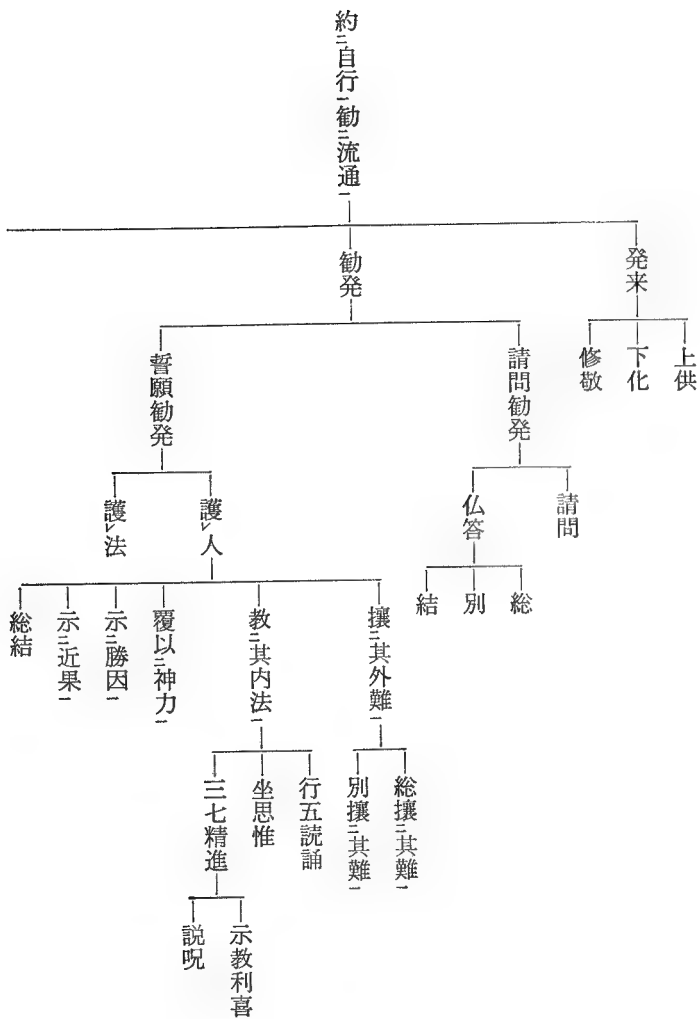 約㆓自行㆒勧㆓流通㆒
発来
上供
下化
修敬
勧発
請問勧発
請問
仏答
総
別
結
誓願勧発
護㆑人
攘㆓其外難㆒
総攘㆓其難㆒
別攘㆓其難㆒
教㆓其内法㆒
行五読誦
坐思惟
三七精進
示教利喜
説呪
覆以㆓神力㆒
示㆓勝因㆒
示㆓近果㆒
総結
護㆑法